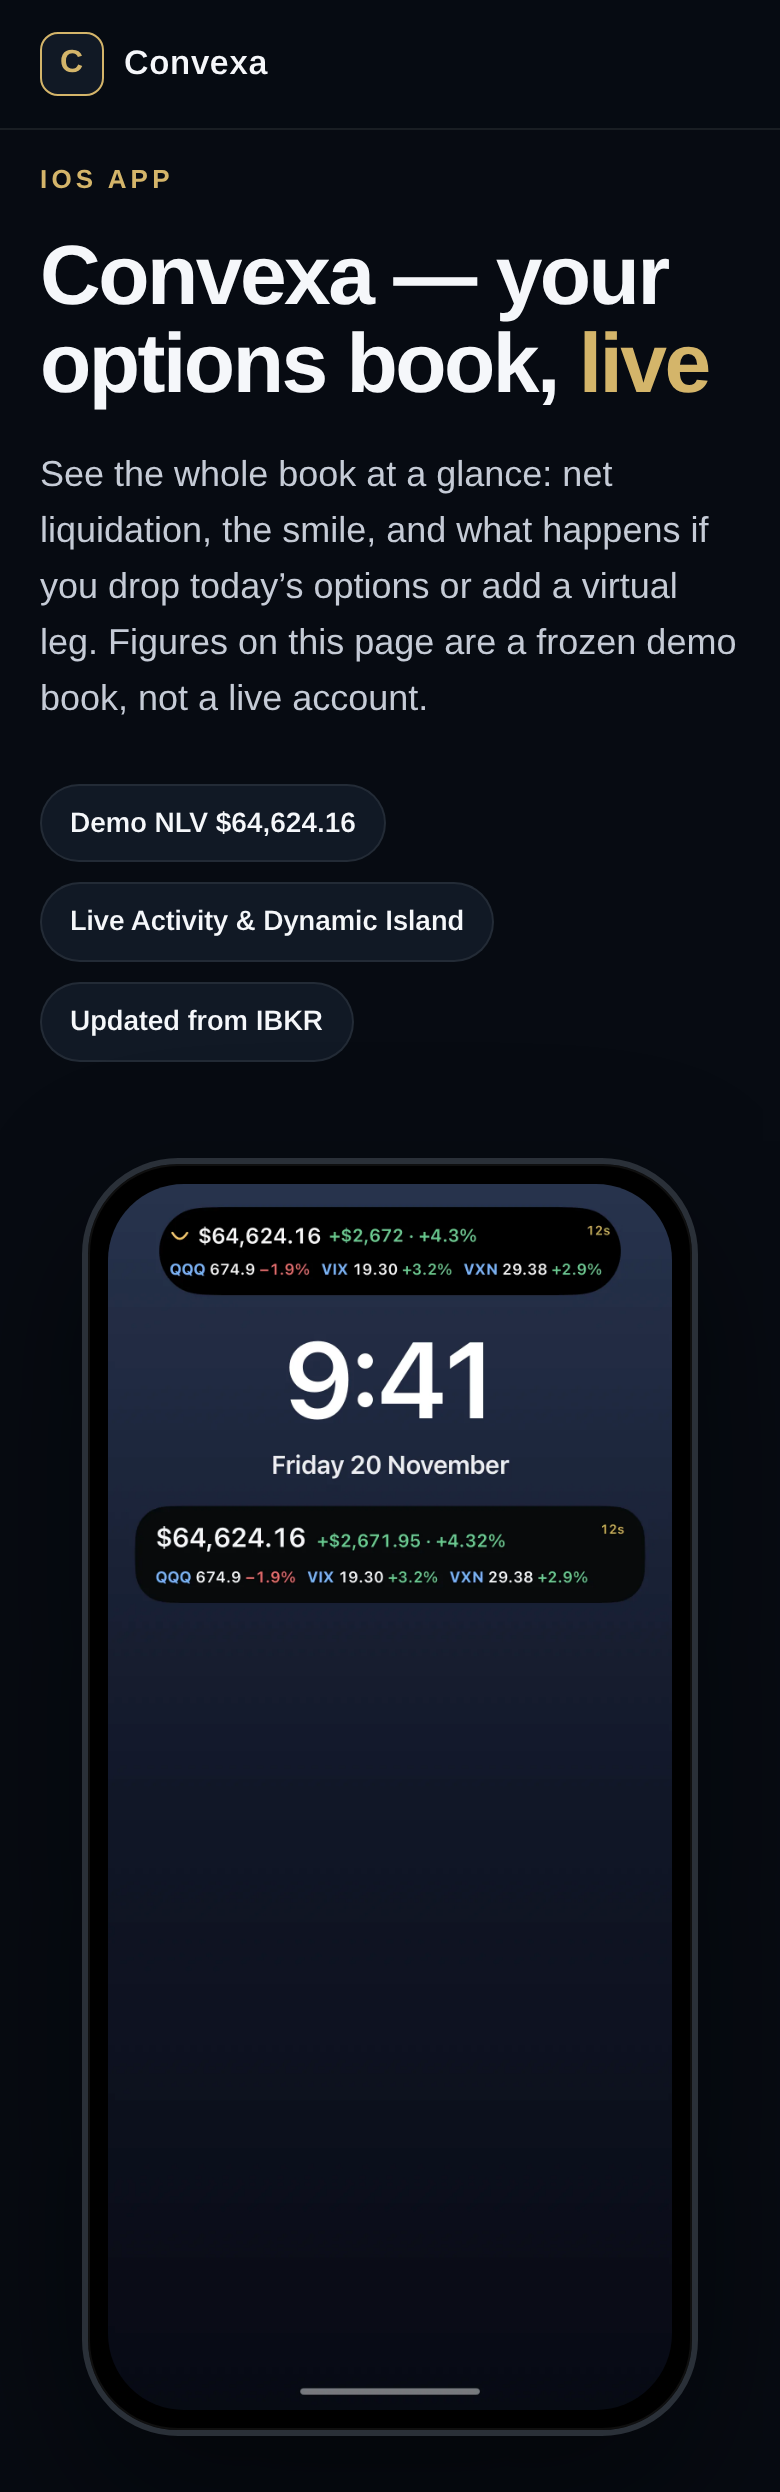 C Convexa
IOS APP
Convexa — your
options book, live
See the whole book at a glance: net
liquidation, the smile, and what happens if
you drop today’s options or add a virtual
leg. Figures on this page are a frozen demo
book, not a live account.
Demo NLV $64,624.16
Live Activity & Dynamic Island
Updated from IBKR
$64,624.16 +$2,672 · +4.3% 12s
QQQ 674.9 −1.9% VIX 19.30 +3.2% VXN 29.38 +2.9%
9:41
Friday 20 November
$64,624.16 +$2,671.95 · +4.32% 12s
QQQ 674.9 −1.9% VIX 19.30 +3.2% VXN 29.38 +2.9%